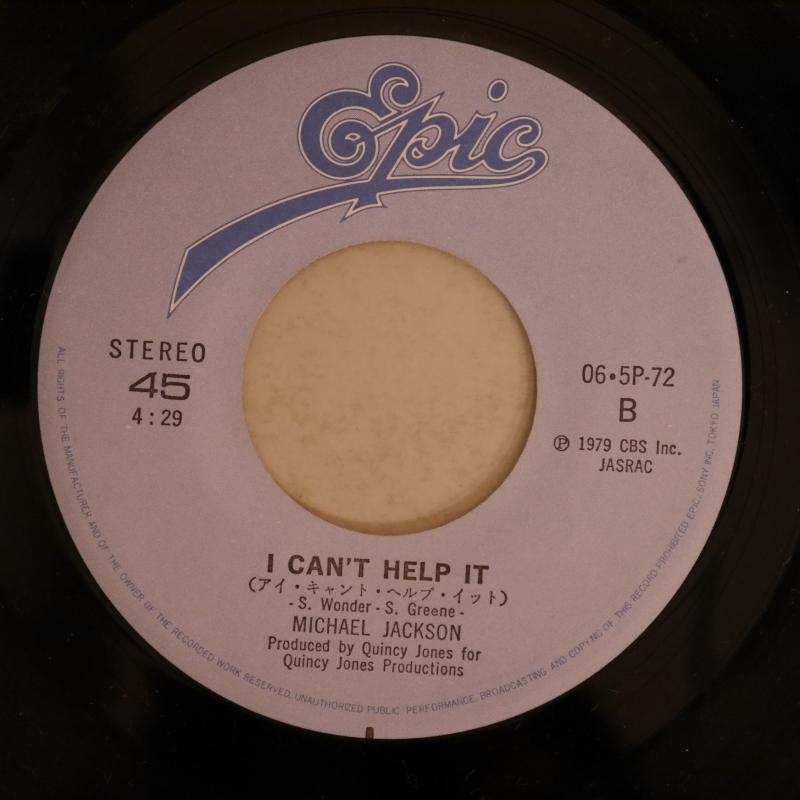 Epic
STEREO
45
4:29
06•5P-72
B
Ⓟ 1979 CBS Inc.
JASRAC
I CAN'T HELP IT
(アイ・キャント・ヘルプ・イット)
- S. Wonder - S. Greene -
MICHAEL JACKSON
Produced by Quincy Jones for
Quincy Jones Productions
ALL RIGHTS OF THE MANUFACTURER AND OF THE OWNER OF THE RECORDED WORK RESERVED. UNAUTHORIZED PUBLIC PERFORMANCE, BROADCASTING AND COPYING OF THIS RECORD PROHIBITED EPIC, SONY INC. TOKYO JAPAN